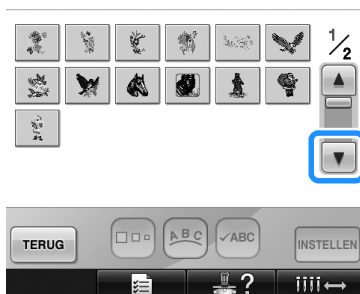 1/2
TERUG
ABC
✓ABC
INSTELLEN
?